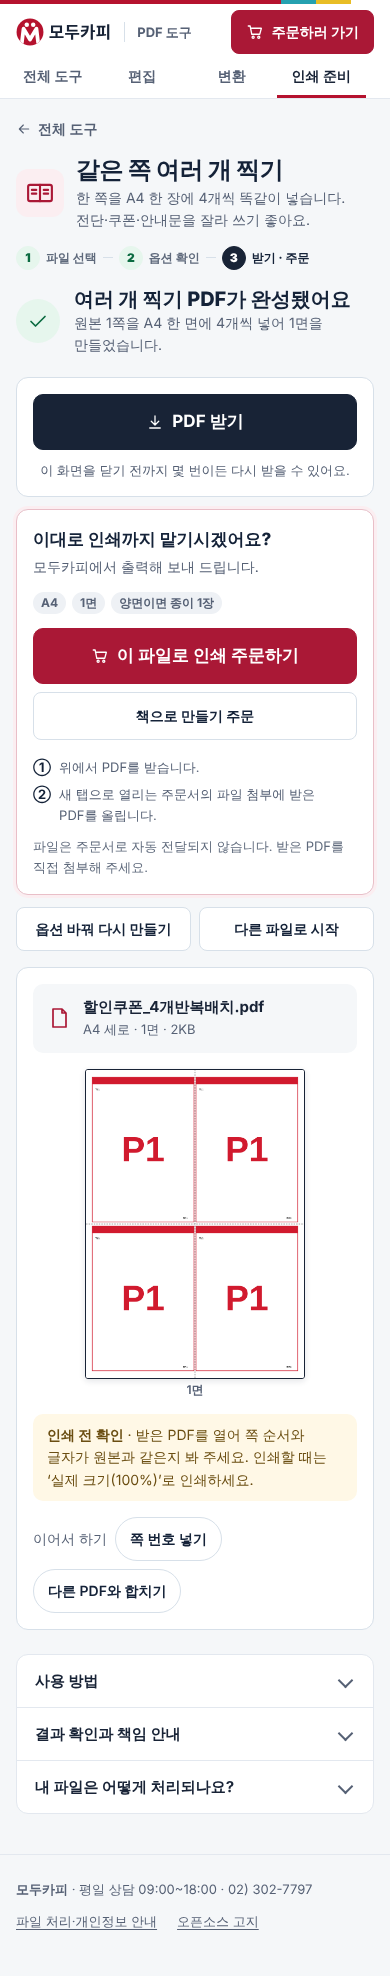 모두카피
PDF 도구
주문하러 가기
전체 도구
편집
변환
인쇄 준비
← 전체 도구
같은 쪽 여러 개 찍기
한 쪽을 A4 한 장에 4개씩 똑같이 넣습니다.
전단·쿠폰·안내문을 잘라 쓰기 좋아요.
1 파일 선택
2 옵션 확인
3 받기 · 주문
여러 개 찍기 PDF가 완성됐어요
원본 1쪽을 A4 한 면에 4개씩 넣어 1면을
만들었습니다.
PDF 받기
이 화면을 닫기 전까지 몇 번이든 다시 받을 수 있어요.
이대로 인쇄까지 맡기시겠어요?
모두카피에서 출력해 보내 드립니다.
A4
1면
양면이면 종이 1장
이 파일로 인쇄 주문하기
책으로 만들기 주문
1 위에서 PDF를 받습니다.
2 새 탭으로 열리는 주문서의 파일 첨부에 받은
PDF를 올립니다.
파일은 주문서로 자동 전달되지 않습니다. 받은 PDF를
직접 첨부해 주세요.
옵션 바꿔 다시 만들기
다른 파일로 시작
할인쿠폰_4개반복배치.pdf
A4 세로 · 1면 · 2KB
P1
P1
P1
P1
1면
인쇄 전 확인 · 받은 PDF를 열어 쪽 순서와
글자가 원본과 같은지 봐 주세요. 인쇄할 때는
‘실제 크기(100%)’로 인쇄하세요.
이어서 하기
쪽 번호 넣기
다른 PDF와 합치기
사용 방법
결과 확인과 책임 안내
내 파일은 어떻게 처리되나요?
모두카피 · 평일 상담 09:00~18:00 · 02) 302-7797
파일 처리·개인정보 안내
오픈소스 고지